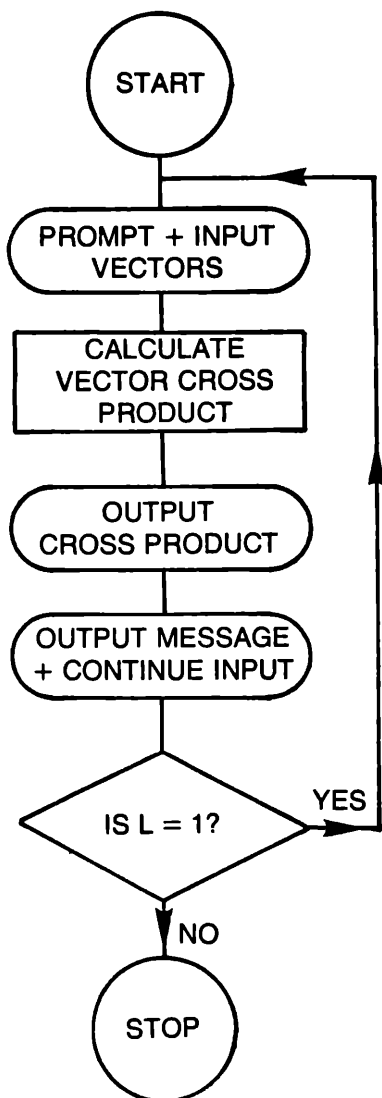 START
PROMPT + INPUT
VECTORS
CALCULATE
VECTOR CROSS
PRODUCT
OUTPUT
CROSS PRODUCT
OUTPUT MESSAGE
+ CONTINUE INPUT
IS L = 1?
YES
NO
STOP